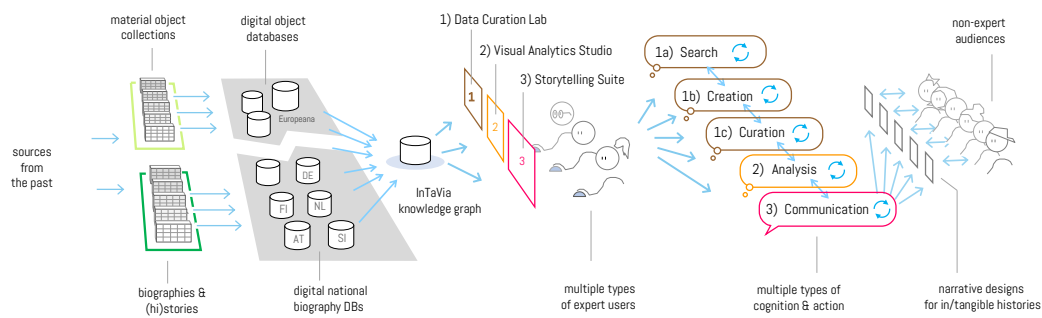 material object
collections
digital object
databases
1) Data Curation Lab
2) Visual Analytics Studio
3) Storytelling Suite
1a) Search
1b) Creation
1c) Curation
2) Analysis
3) Communication
non-expert
audiences
Europeana
1
2
3
sources
from
the past
DE
FI
NL
AT
SI
InTaVia
knowledge graph
biographies &
(hi)stories
digital national
biography DBs
multiple types
of expert users
multiple types of
cognition & action
narrative designs
for in/tangible histories